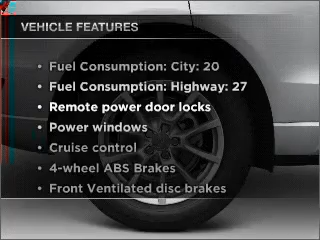 VEHICLE FEATURES
• Fuel Consumption: City: 20
• Fuel Consumption: Highway: 27
• Remote power door locks
• Power windows
• Cruise control
• 4-wheel ABS Brakes
• Front Ventilated disc brakes